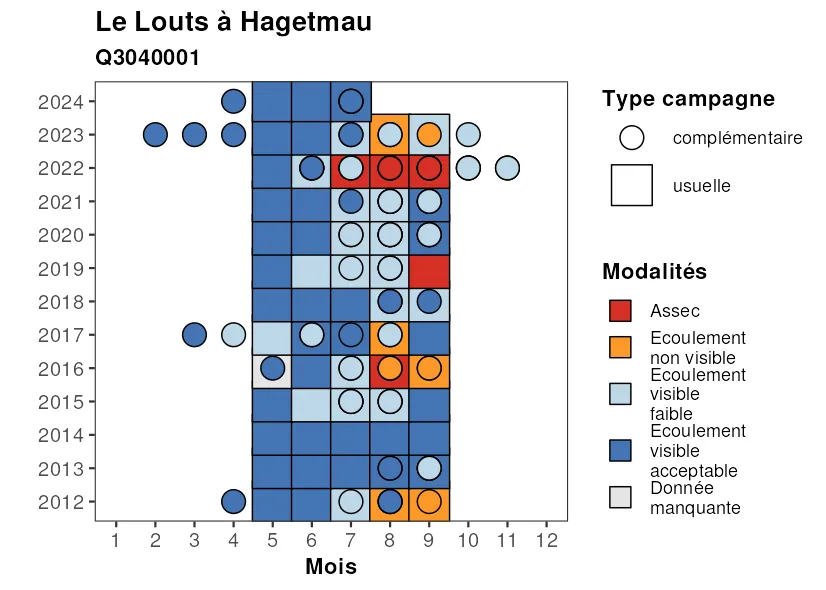 Le Louts à Hagetmau
Q3040001
2024
2023
2022
2021
2020
2019
2018
2017
2016
2015
2014
2013
2012
1 2 3 4 5 6 7 8 9 10 11 12
Mois
Type campagne
complémentaire
usuelle
Modalités
Assec
Ecoulement
non visible
Ecoulement
visible
faible
Ecoulement
visible
acceptable
Donnée
manquante